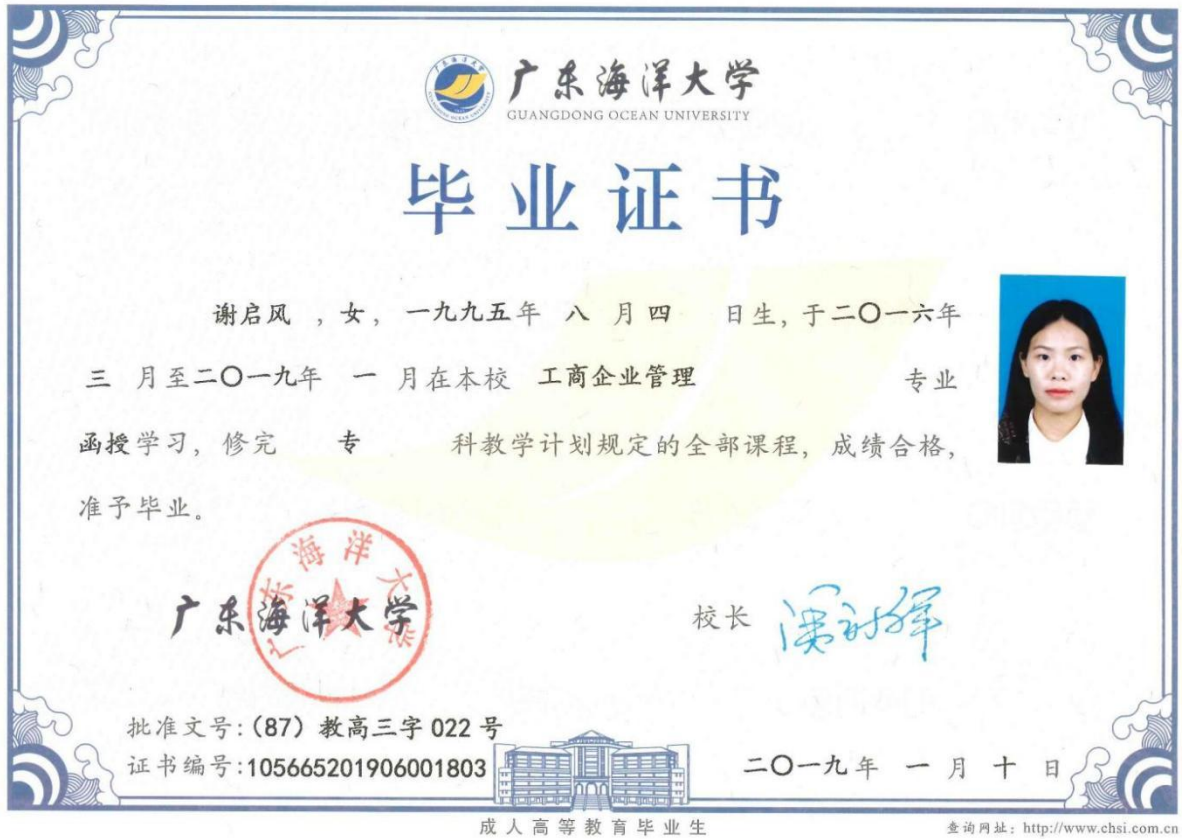 广东海洋大学
GUANGDONG OCEAN UNIVERSITY
毕业证书
谢启风 ，女，一九九五年 八 月四 日生，于二〇一六年
三 月至二〇一九年 一 月在本校 工商企业管理 专业
函授学习，修完 专 科教学计划规定的全部课程，成绩合格，
准予毕业。
广东海洋大学
广东海洋大学
校长
批准文号：（87）教高三字 022 号
证书编号：105665201906001803
二〇一九年 一 月 十 日
成人高等教育毕业生
查询网址：http://www.chsi.com.cn